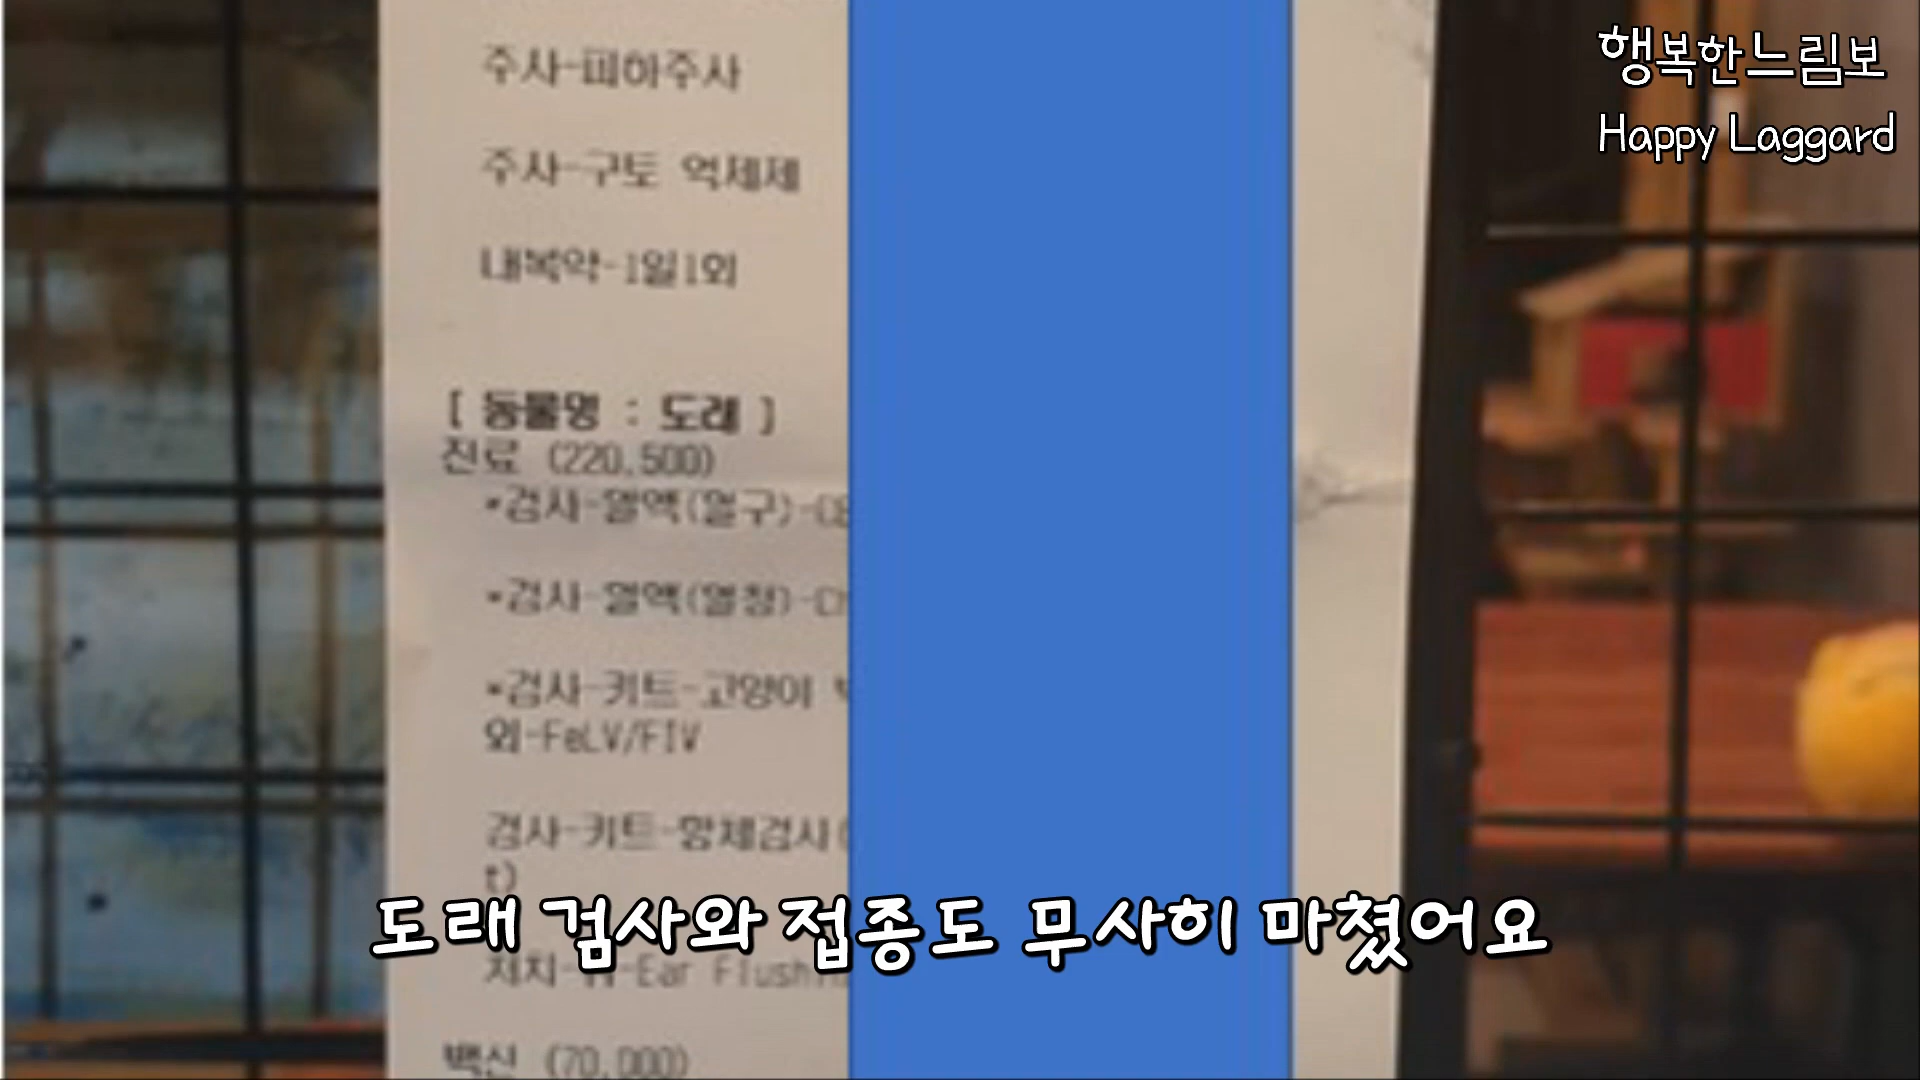 행복한느림보
Happy Laggard
주사-피하주사
주사-구토 억제제
내복약-1일1회
[ 동물명 : 도래 ]
진료 (220,500)
*검사-혈액(혈구)-CB
*검사-혈액(혈청)-Ch
*검사-키트-고양이
외-FeLV/FIV
검사-키트-항체검사(
t)
도래 검사와 접종도 무사히 마쳤어요
처치-귀-Ear Flush
백신 (70,000)